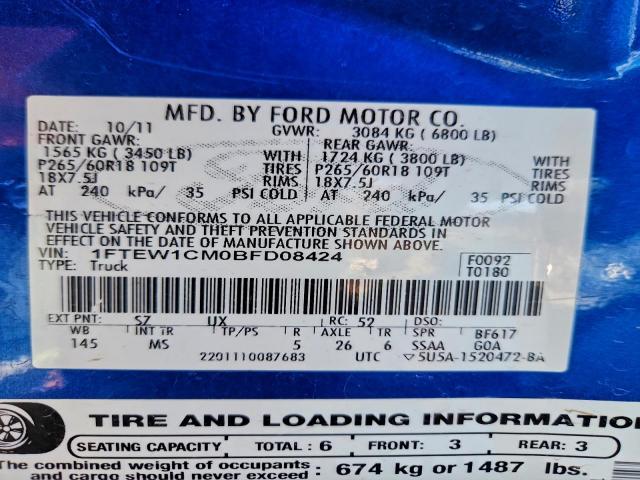 MFD. BY FORD MOTOR CO.
DATE: 10/11 GVWR: 3084 KG ( 6800 LB)
FRONT GAWR: REAR GAWR:
1565 KG ( 3450 LB) WITH 1724 KG ( 3800 LB) WITH
P265/60R18 109T TIRES P265/60R18 109T TIRES
18X7.5J RIMS 18X7.5J RIMS
AT 240 kPa/ 35 PSI COLD AT 240 kPa/ 35 PSI COLD
THIS VEHICLE CONFORMS TO ALL APPLICABLE FEDERAL MOTOR
VEHICLE SAFETY AND THEFT PREVENTION STANDARDS IN
EFFECT ON THE DATE OF MANUFACTURE SHOWN ABOVE.
VIN: 1FTEW1CM0BFD08424 F0092
TYPE: Truck T0180
EXT PNT: SZ UX RC: 52 DSO:
WB INT TR TP/PS R AXLE TR SPR BF617
145 MS 5 26 6 SSAA G0A
2201110087683 UTC 5U5A-1520472-BA
TIRE AND LOADING INFORMATION
SEATING CAPACITY TOTAL: 6 FRONT: 3 REAR: 3
The combined weight of occupants
and cargo should never exceed 674 kg or 1487 lbs.